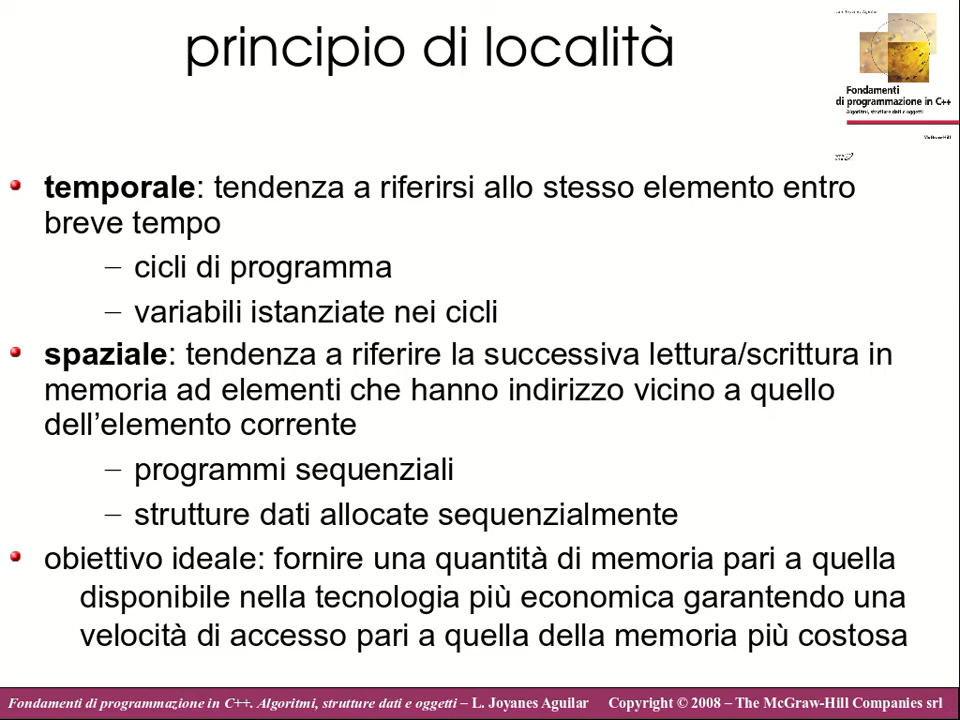 principio di località
Fondamenti
di programmazione in C++
Algoritmi, strutture dati e oggetti
temporale: tendenza a riferirsi allo stesso elemento entro
breve tempo
– cicli di programma
– variabili istanziate nei cicli
spaziale: tendenza a riferire la successiva lettura/scrittura in
memoria ad elementi che hanno indirizzo vicino a quello
dell’elemento corrente
– programmi sequenziali
– strutture dati allocate sequenzialmente
obiettivo ideale: fornire una quantità di memoria pari a quella
disponibile nella tecnologia più economica garantendo una
velocità di accesso pari a quella della memoria più costosa
Fondamenti di programmazione in C++. Algoritmi, strutture dati e oggetti – L. Joyanes Aguilar Copyright © 2008 – The McGraw-Hill Companies srl